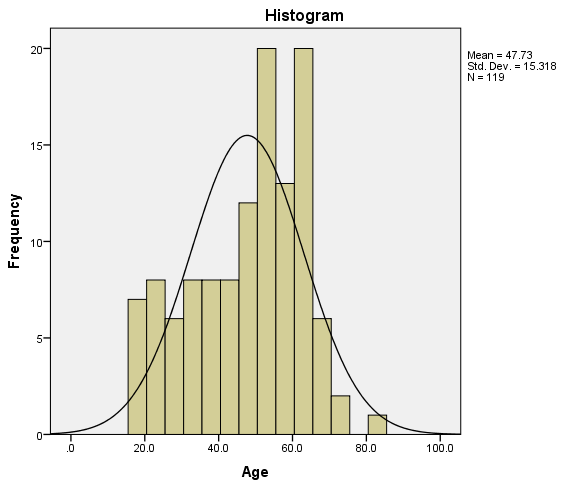 Histogram
Mean = 47.73
Std. Dev. = 15.318
N = 119
20
15
10
5
0
Frequency
.0 20.0 40.0 60.0 80.0 100.0
Age